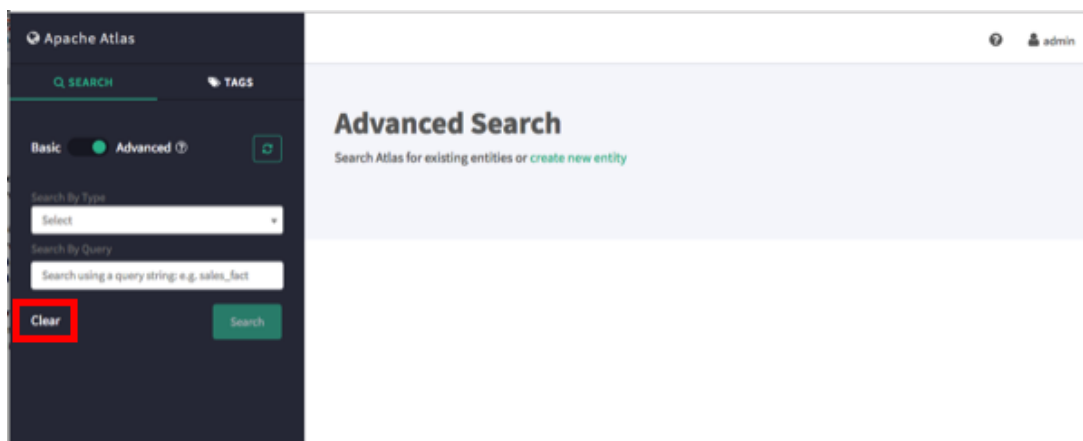 Apache Atlas
admin
SEARCH
TAGS
Advanced Search
Search Atlas for existing entities or create new entity
Basic
Advanced
Search By Type
Select
Search By Query
Search using a query string: e.g. sales_fact
Clear
Search